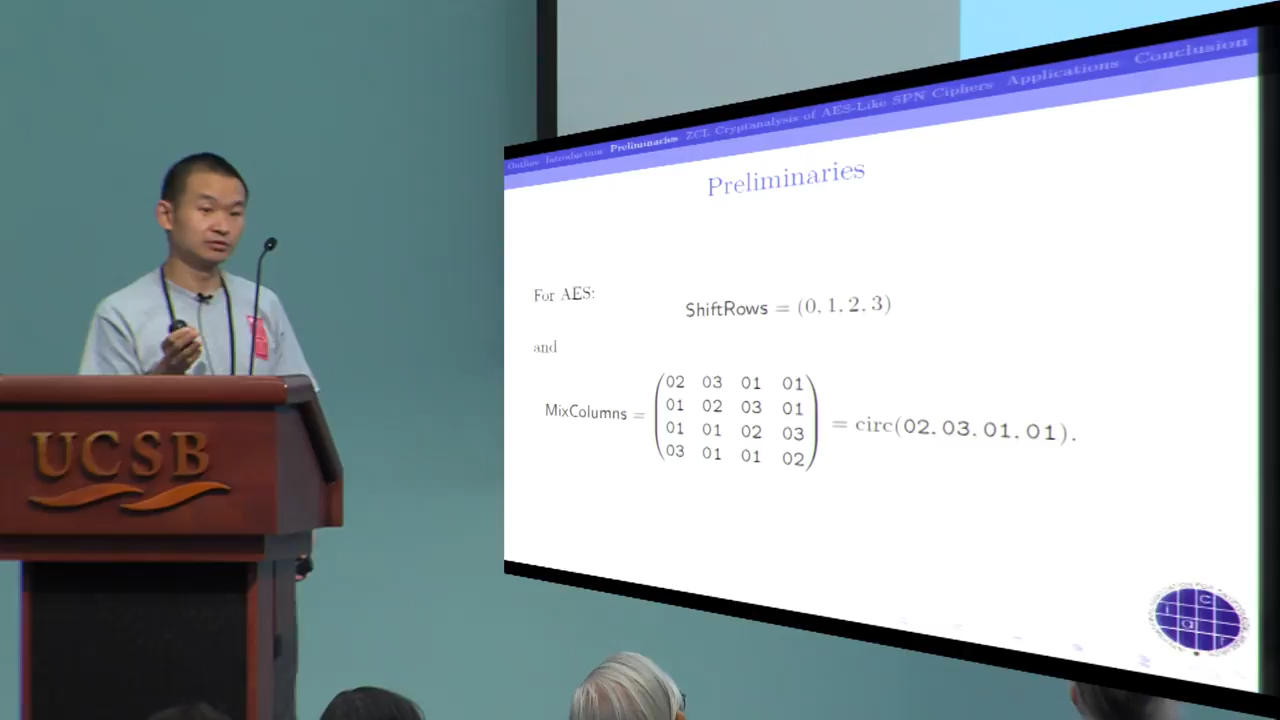 Outline Introduction Preliminaries ZCL Cryptanalysis of AES-Like SPN Ciphers Applications Conclusion
Preliminaries
For AES:
ShiftRows = (0, 1, 2, 3)
and
MixColumns =
02 03 01 01
01 02 03 01
01 01 02 03
03 01 01 02
= circ(02, 03, 01, 01).
UCSB
i a c r